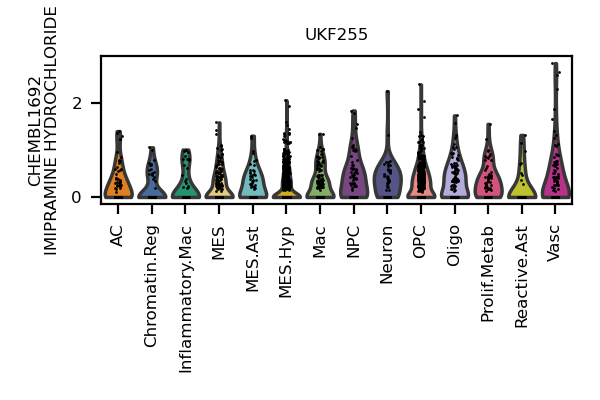 UKF255
CHEMBL1692
IMIPRAMINE HYDROCHLORIDE
2
0
AC
Chromatin.Reg
Inflammatory.Mac
MES
MES.Ast
MES.Hyp
Mac
NPC
Neuron
OPC
Oligo
Prolif.Metab
Reactive.Ast
Vasc